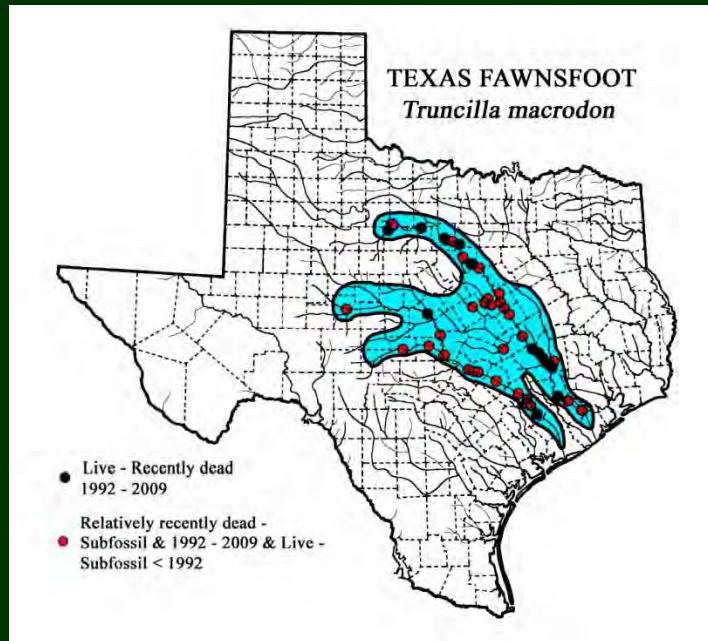 TEXAS FAWNSFOOT
Truncilla macrodon
Live - Recently dead
1992 - 2009
Relatively recently dead -
Subfossil & 1992 - 2009 & Live -
Subfossil < 1992